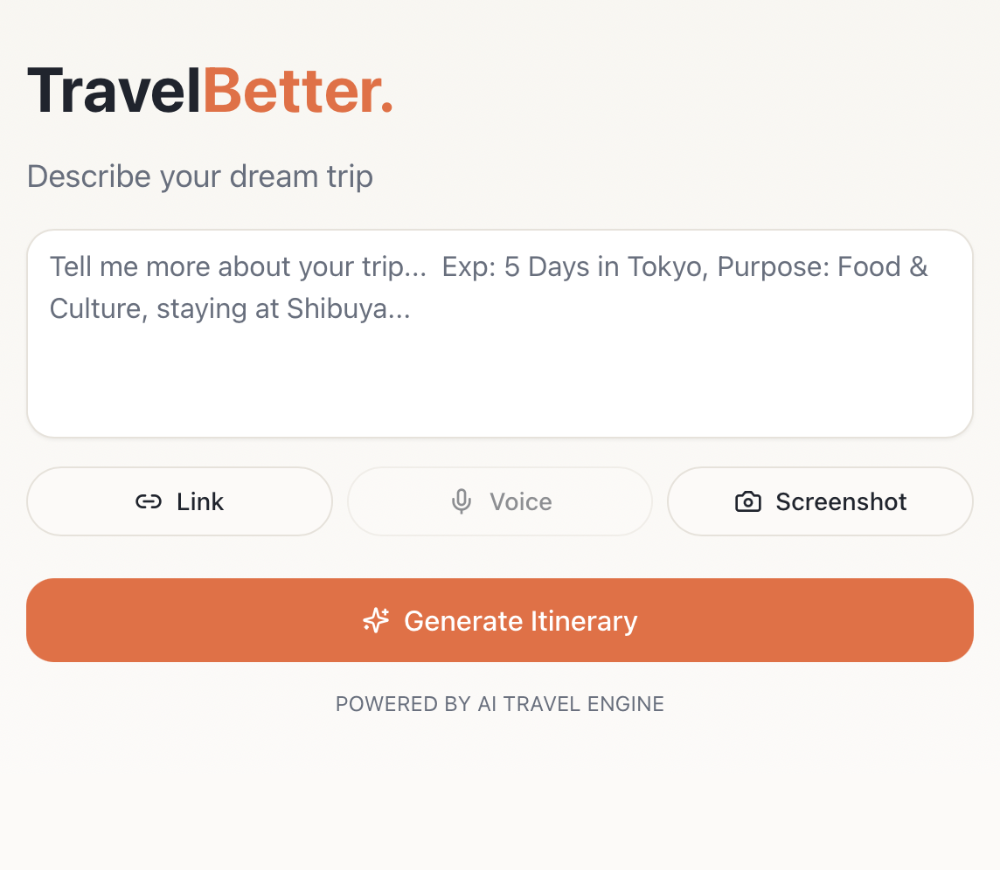 TravelBetter.
Describe your dream trip
Tell me more about your trip...  Exp: 5 Days in Tokyo, Purpose: Food &
Culture, staying at Shibuya...
Link
Voice
Screenshot
Generate Itinerary
POWERED BY AI TRAVEL ENGINE